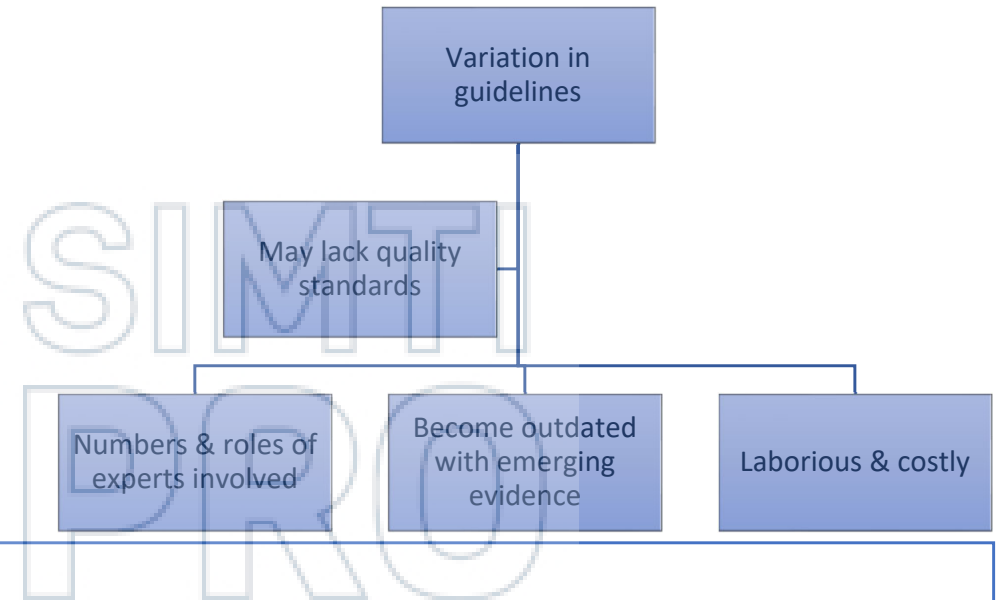 Variation in
guidelines
May lack quality
standards
Numbers & roles of
experts involved
Become outdated
with emerging
evidence
Laborious & costly
SIMTI
PRO